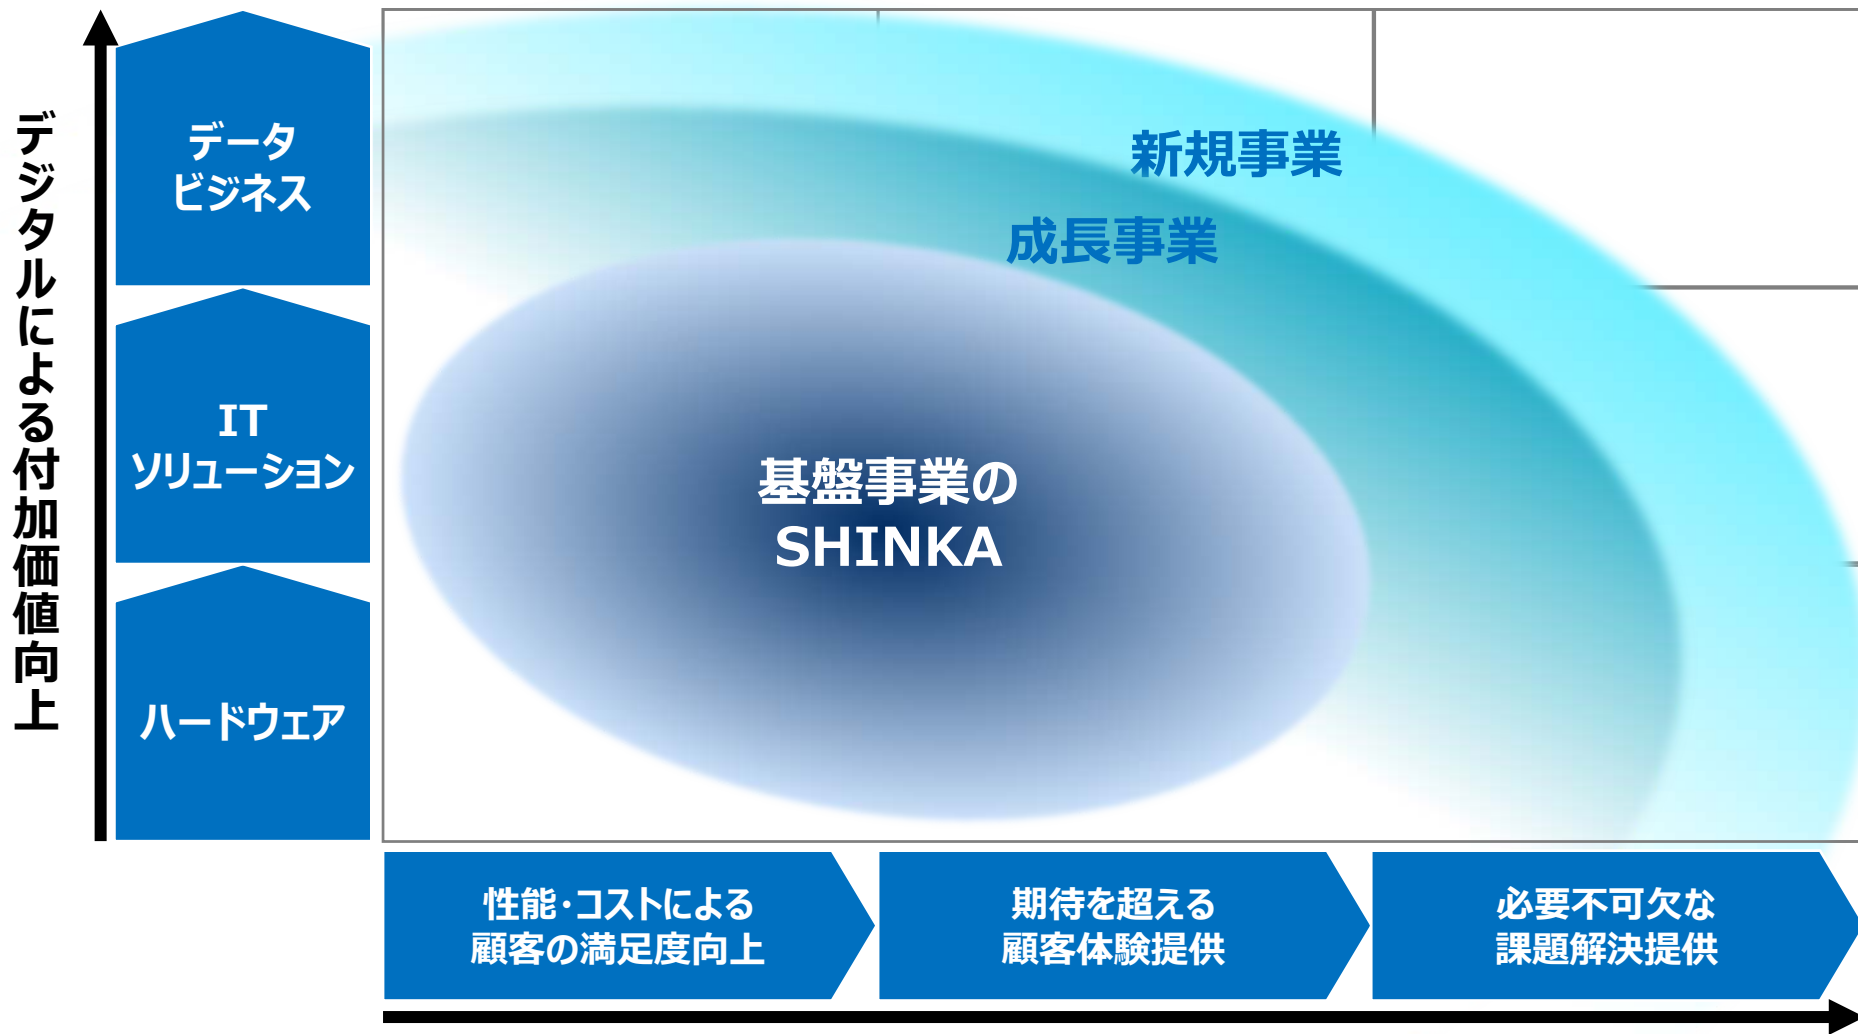 デジタルによる付加価値向上
データ
ビジネス
IT
ソリューション
ハードウェア
新規事業
成長事業
基盤事業の
SHINKA
性能・コストによる
顧客の満足度向上
期待を超える
顧客体験提供
必要不可欠な
課題解決提供